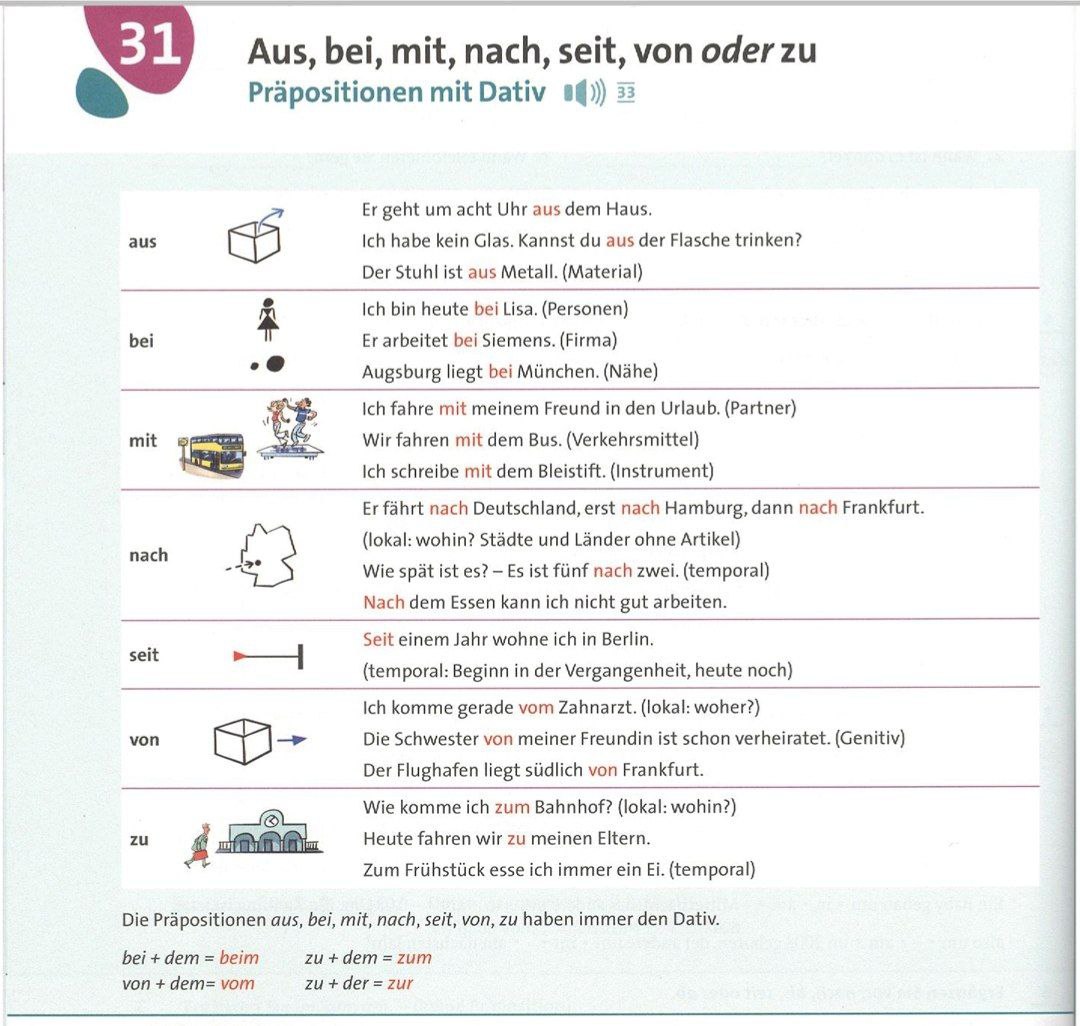 31
Aus, bei, mit, nach, seit, von oder zu
Präpositionen mit Dativ 33
aus
Er geht um acht Uhr aus dem Haus.
Ich habe kein Glas. Kannst du aus der Flasche trinken?
Der Stuhl ist aus Metall. (Material)
bei
Ich bin heute bei Lisa. (Personen)
Er arbeitet bei Siemens. (Firma)
Augsburg liegt bei München. (Nähe)
mit
Ich fahre mit meinem Freund in den Urlaub. (Partner)
Wir fahren mit dem Bus. (Verkehrsmittel)
Ich schreibe mit dem Bleistift. (Instrument)
nach
Er fährt nach Deutschland, erst nach Hamburg, dann nach Frankfurt.
(lokal: wohin? Städte und Länder ohne Artikel)
Wie spät ist es? – Es ist fünf nach zwei. (temporal)
Nach dem Essen kann ich nicht gut arbeiten.
seit
Seit einem Jahr wohne ich in Berlin.
(temporal: Beginn in der Vergangenheit, heute noch)
von
Ich komme gerade vom Zahnarzt. (lokal: woher?)
Die Schwester von meiner Freundin ist schon verheiratet. (Genitiv)
Der Flughafen liegt südlich von Frankfurt.
zu
Wie komme ich zum Bahnhof? (lokal: wohin?)
Heute fahren wir zu meinen Eltern.
Zum Frühstück esse ich immer ein Ei. (temporal)
Die Präpositionen aus, bei, mit, nach, seit, von, zu haben immer den Dativ.
bei + dem = beim zu + dem = zum
von + dem= vom zu + der = zur